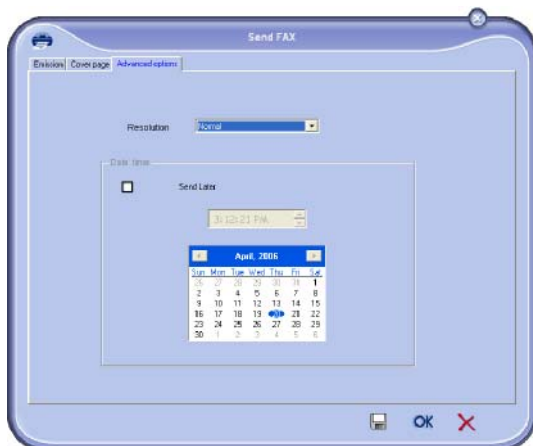 Send FAX
Emission Cover page Advanced options
Resolution Normal
Date time
Send Later
3:12:21 PM
April, 2006
Sun Mon Tue Wed Thu Fri Sat
26 27 28 29 30 31 1
2 3 4 5 6 7 8
9 10 11 12 13 14 15
16 17 18 19 20 21 22
23 24 25 26 27 28 29
30 1 2 3 4 5 6
OK